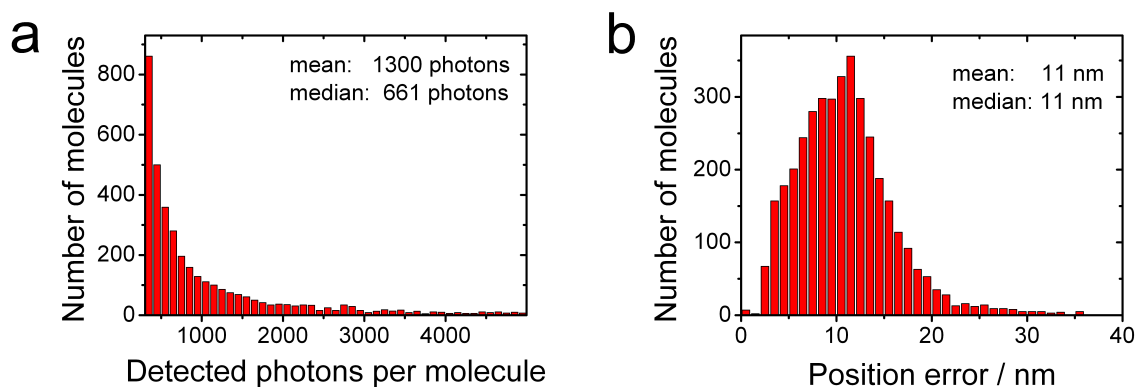 a
mean: 1300 photons
median: 661 photons
Number of molecules
800
600
400
200
0
1000
2000
3000
4000
Detected photons per molecule
b
mean: 11 nm
median: 11 nm
Number of molecules
300
200
100
0
0
10
20
30
40
Position error / nm